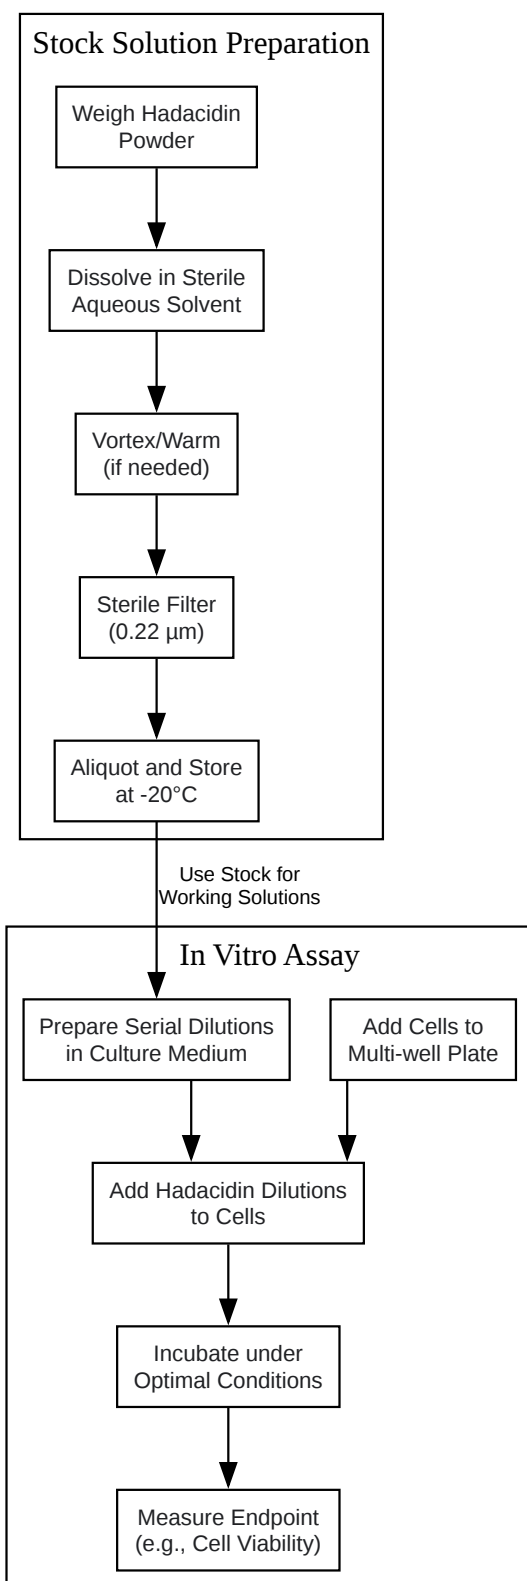 Stock Solution Preparation
Weigh Hadacidin
Powder
Dissolve in Sterile
Aqueous Solvent
Vortex/Warm
(if needed)
Sterile Filter
(0.22 µm)
Aliquot and Store
at -20°C
Use Stock for
Working Solutions
In Vitro Assay
Prepare Serial Dilutions
in Culture Medium
Add Cells to
Multi-well Plate
Add Hadacidin Dilutions
to Cells
Incubate under
Optimal Conditions
Measure Endpoint
(e.g., Cell Viability)